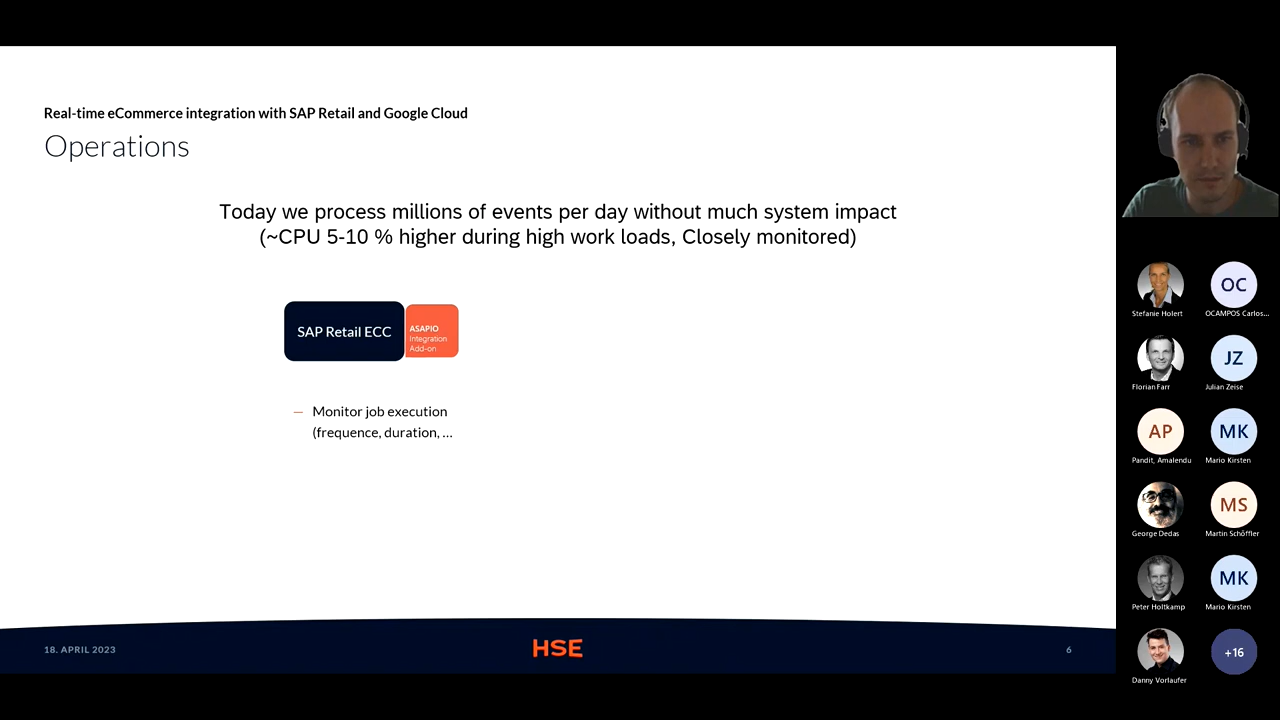 Real-time eCommerce integration with SAP Retail and Google Cloud
Operations
Today we process millions of events per day without much system impact
(~CPU 5-10 % higher during high work loads, Closely monitored)
SAP Retail ECC
ASAPIO
Integration
Add-on
— Monitor job execution
(frequence, duration, ...
18. APRIL 2023
HSE
6
OC
Stefanie Holert
OCAMPOS Carlos...
JZ
Florian Farr
Julian Zeise
AP
MK
Pandit, Amalendu
Mario Kirsten
MS
George Dedas
Martin Schöffler
MK
Peter Holtkamp
Mario Kirsten
+16
Danny Vorlaufer